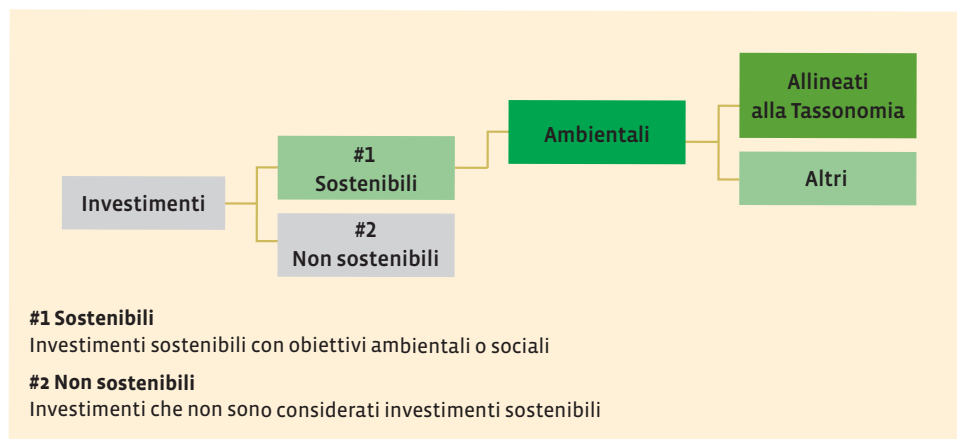 Investimenti
#1
Sostenibili
#2
Non sostenibili
Ambientali
Allineati
alla Tassonomia
Altri
#1 Sostenibili
Investimenti sostenibili con obiettivi ambientali o sociali
#2 Non sostenibili
Investimenti che non sono considerati investimenti sostenibili